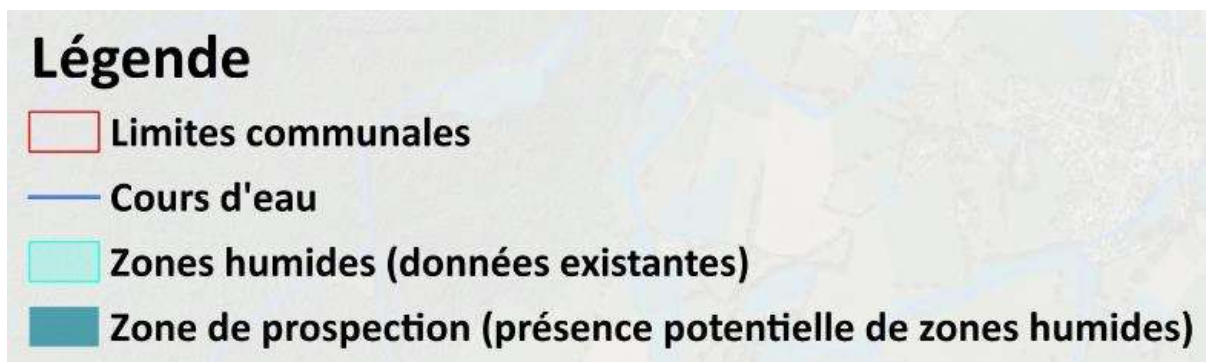 Légende
Limites communales
Cours d'eau
Zones humides (données existantes)
Zone de prospection (présence potentielle de zones humides)